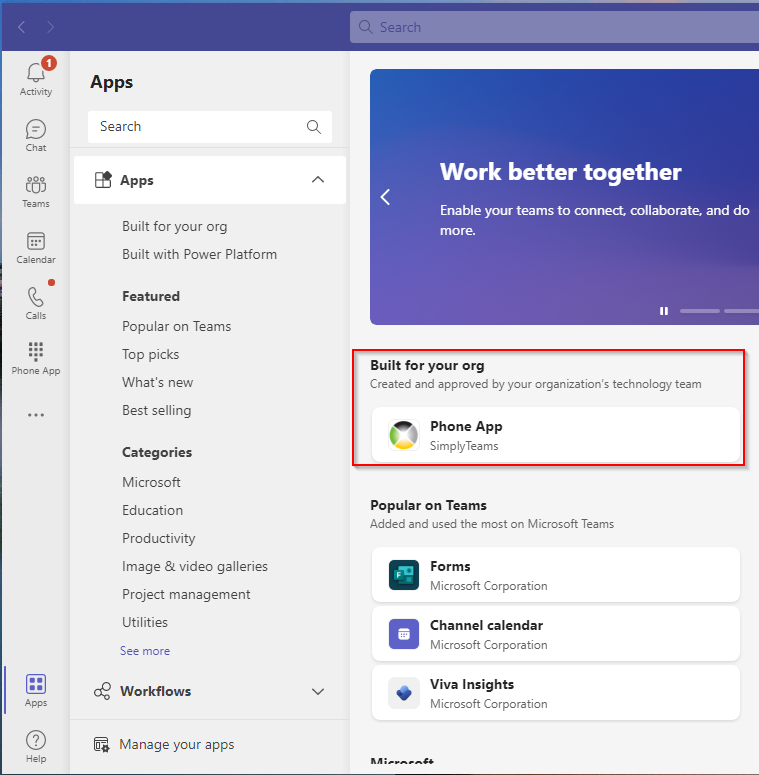 Search
1
Activity
Chat
Teams
Calendar
Calls
Phone App
Apps
Help
Apps
Search
Apps
Built for your org
Built with Power Platform
Featured
Popular on Teams
Top picks
What's new
Best selling
Categories
Microsoft
Education
Productivity
Image & video galleries
Project management
Utilities
See more
Workflows
Manage your apps
Work better together
Enable your teams to connect, collaborate, and do
more.
Built for your org
Created and approved by your organization's technology team
Phone App
SimplyTeams
Popular on Teams
Added and used the most on Microsoft Teams
Forms
Microsoft Corporation
Channel calendar
Microsoft Corporation
Viva Insights
Microsoft Corporation
Microsoft